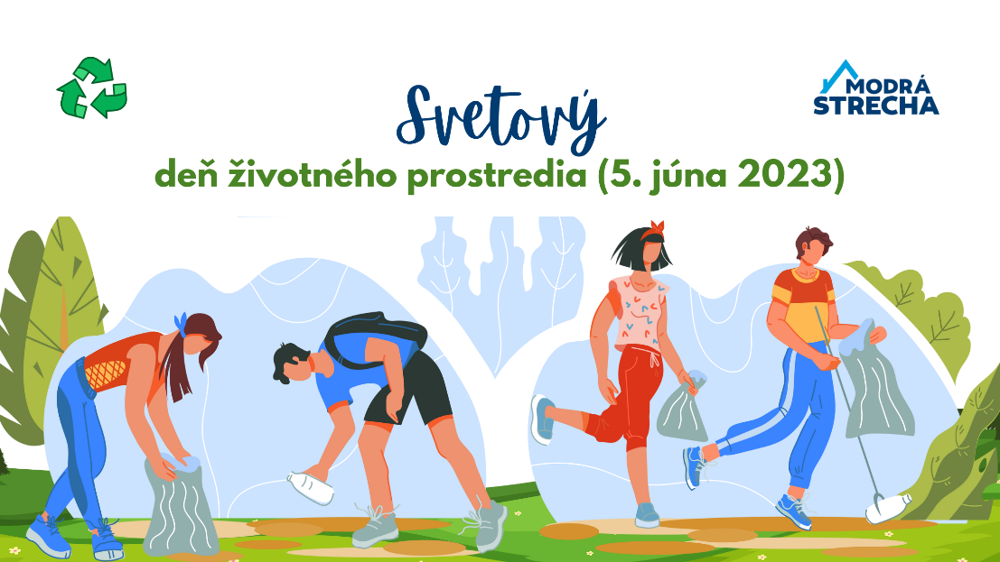 MODRÁ
STRECHA
Svetový
deň životného prostredia (5. júna 2023)